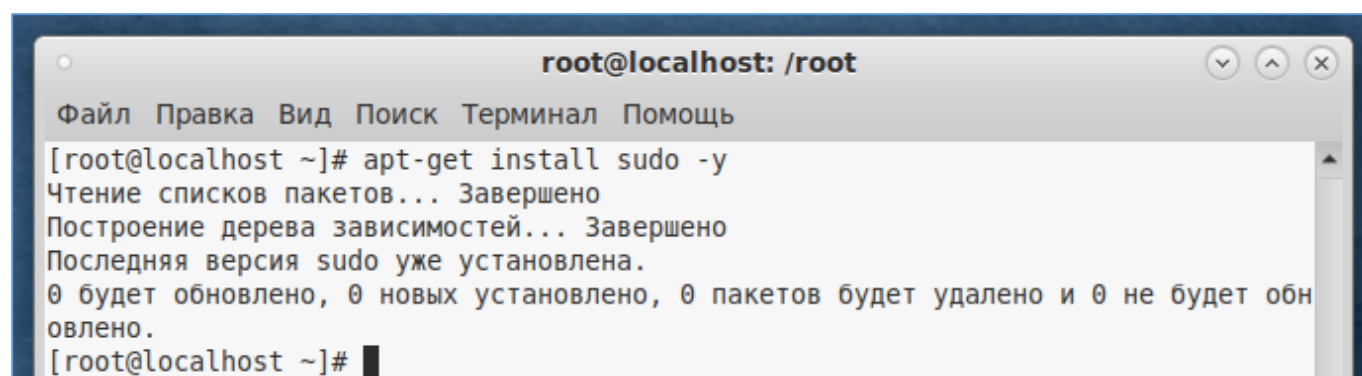 root@localhost: /root
Файл Правка Вид Поиск Терминал Помощь
[root@localhost ~]# apt-get install sudo -y
Чтение списков пакетов... Завершено
Построение дерева зависимостей... Завершено
Последняя версия sudo уже установлена.
0 будет обновлено, 0 новых установлено, 0 пакетов будет удалено и 0 не будет обн
овлено.
[root@localhost ~]#